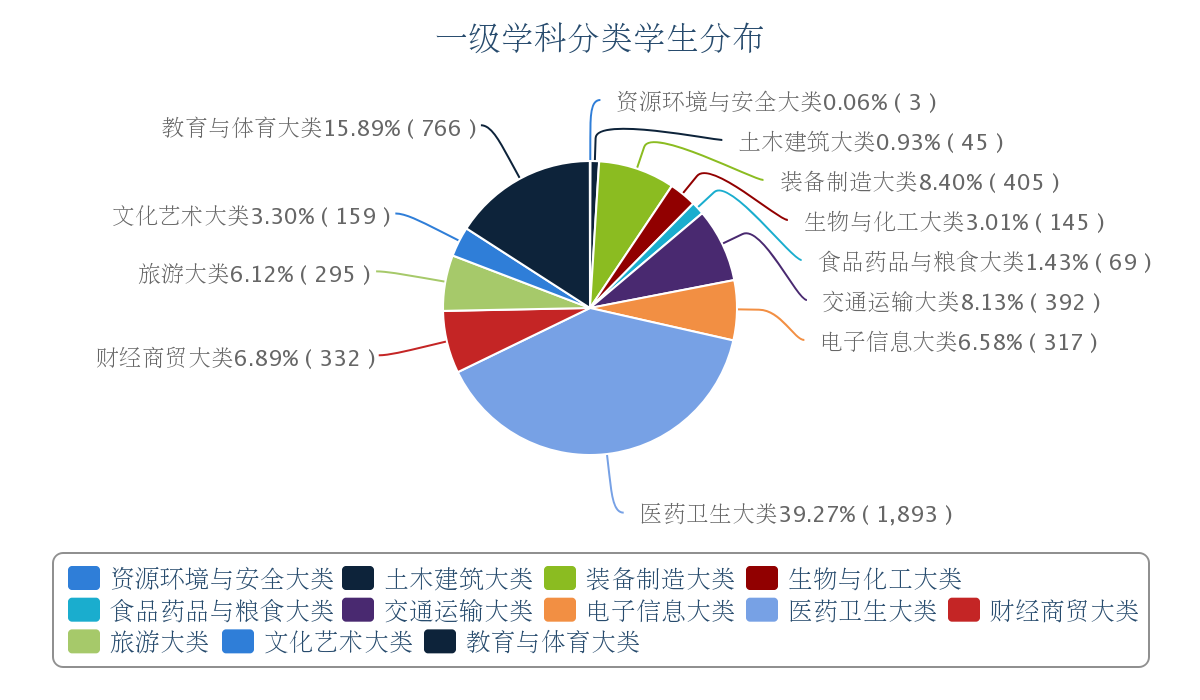 一级学科分类学生分布
资源环境与安全大类0.06% ( 3 )
教育与体育大类15.89% ( 766 )
土木建筑大类0.93% ( 45 )
装备制造大类8.40% ( 405 )
文化艺术大类3.30% ( 159 )
生物与化工大类3.01% ( 145 )
食品药品与粮食大类1.43% ( 69 )
旅游大类6.12% ( 295 )
交通运输大类8.13% ( 392 )
电子信息大类6.58% ( 317 )
财经商贸大类6.89% ( 332 )
医药卫生大类39.27% ( 1,893 )
资源环境与安全大类 土木建筑大类 装备制造大类 生物与化工大类
食品药品与粮食大类 交通运输大类 电子信息大类 医药卫生大类 财经商贸大类
旅游大类 文化艺术大类 教育与体育大类